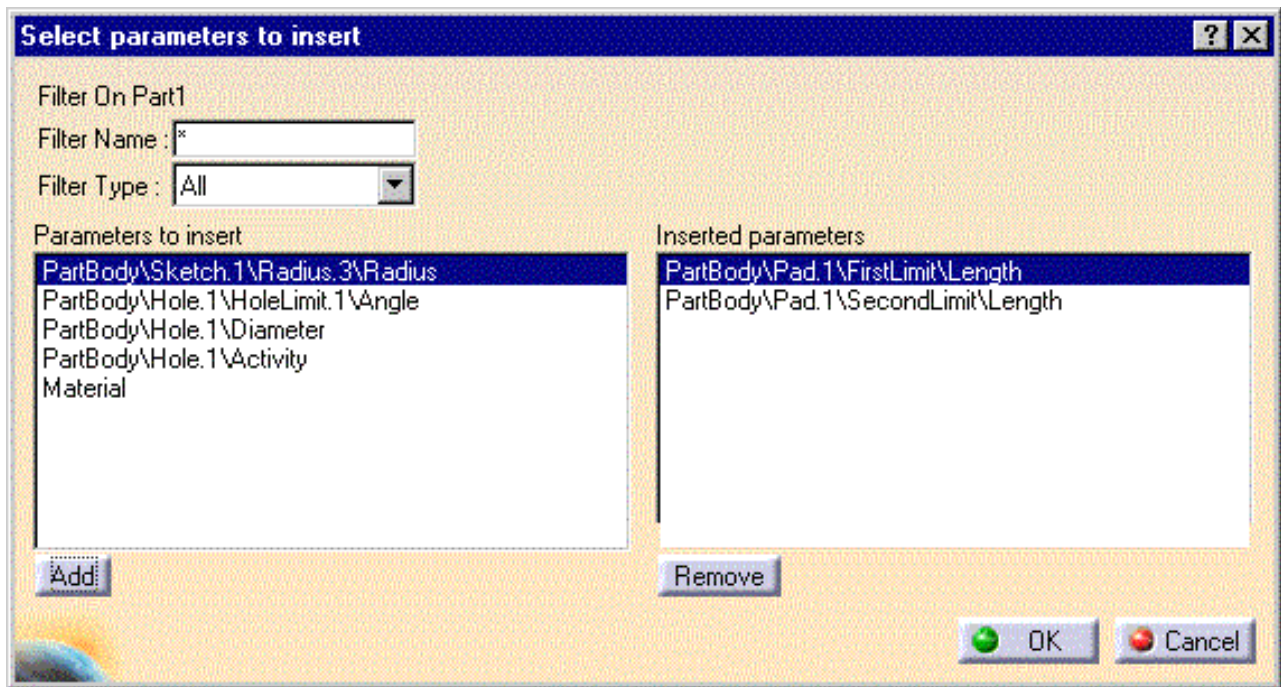 Select parameters to insert
?
Filter On Part1
Filter Name : *
Filter Type : All
Parameters to insert
PartBody\Sketch.1\Radius.3\Radius
PartBody\Hole.1\HoleLimit.1\Angle
PartBody\Hole.1\Diameter
PartBody\Hole.1\Activity
Material
Add
Inserted parameters
PartBody\Pad.1\FirstLimit\Length
PartBody\Pad.1\SecondLimit\Length
Remove
OK
Cancel